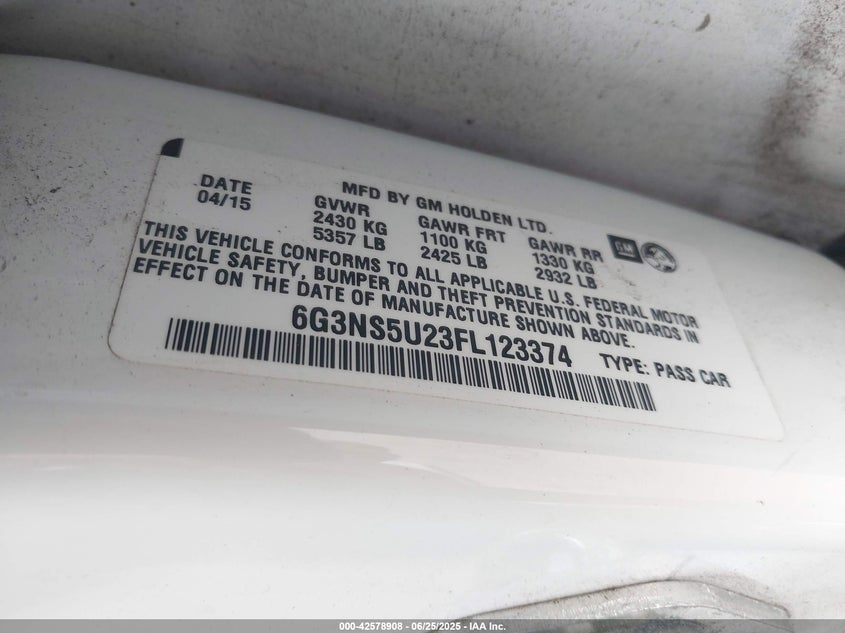 MFD BY GM HOLDEN LTD.
DATE GVWR GAWR FRT GAWR RR GM
04/15 2430 KG 1100 KG 1330 KG
5357 LB 2425 LB 2932 LB
THIS VEHICLE CONFORMS TO ALL APPLICABLE U.S. FEDERAL MOTOR
VEHICLE SAFETY, BUMPER AND THEFT PREVENTION STANDARDS IN
EFFECT ON THE DATE OF MANUFACTURE SHOWN ABOVE.
6G3NS5U23FL123374 TYPE: PASS CAR
000-42578908 - 06/25/2025 - IAA Inc.